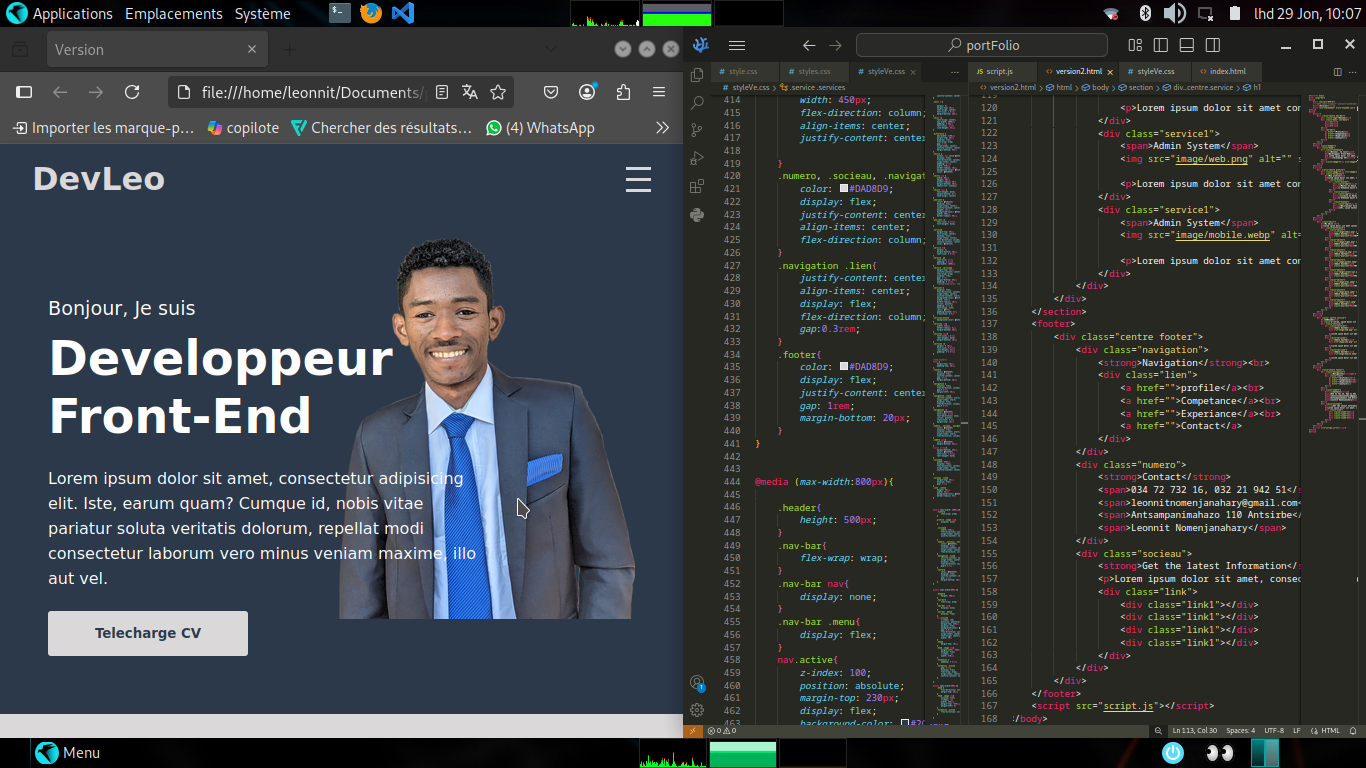 Applications Emplacements Système
lhd 29 Jon, 10:07
Version
file:///home/leonnit/Documents/
Importer les marque-p… copilote Chercher des résultats… (4) WhatsApp
DevLeo
Bonjour, Je suis
Developpeur
Front-End
Lorem ipsum dolor sit amet, consectetur adipisicing
elit. Iste, earum quam? Cumque id, nobis vitae
pariatur soluta veritatis dolorum, repellat modi
consectetur laborum vero minus veniam maxime, illo
aut vel.
Telecharge CV
portFolio
style.css styles.css styleVe.css
styleVe.css > .service .services
414 width: 450px;
415 flex-direction: column;
416 align-items: center;
417 justify-content: center
418
419 }
420 .numero, .socieau, .navigat
421 color: #DAD8D9;
422 display: flex;
423 justify-content: center
424 align-items: center;
425 flex-direction: column;
426 }
427 .navigation .lien{
428 justify-content: center
429 align-items: center;
430 display: flex;
431 flex-direction: column;
432 gap:0.3rem;
433 }
434 .footer{
435 color: #DAD8D9;
436 display: flex;
437 justify-content: center
438 gap: 1rem;
439 margin-bottom: 20px;
440 }
441 }
442
443
444 @media (max-width:800px){
445
446 .header{
447 height: 500px;
448 }
449 .nav-bar{
450 flex-wrap: wrap;
451 }
452 .nav-bar nav{
453 display: none;
454 }
455 .nav-bar .menu{
456 display: flex;
457 }
458 nav.active{
459 z-index: 100;
460 position: absolute;
461 margin-top: 230px;
462 display: flex;
463 background-color:
script.js version2.html styleVe.css index.html
version2.html > html > body > section > div.centre.service > h1
120 <p>Lorem ipsum dolor sit amet con
121 </div>
122 <div class="service1">
123 <span>Admin System</span>
124 <img src="image/web.png" alt="" s
125
126 <p>Lorem ipsum dolor sit amet con
127 </div>
128 <div class="service1">
129 <span>Admin System</span>
130 <img src="image/mobile.webp" alt=
131
132 <p>Lorem ipsum dolor sit amet con
133 </div>
134 </div>
135 </div>
136 </section>
137 <footer>
138 <div class="centre footer">
139 <div class="navigation">
140 <strong>Navigation</strong><br>
141 <div class="lien">
142 <a href="">profile</a><br>
143 <a href="">Competance</a><br>
144 <a href="">Experiance</a><br>
145 <a href="">Contact</a>
146 </div>
147 </div>
148 <div class="numero">
149 <strong>Contact</strong>
150 <span>034 72 732 16, 032 21 942 51</
151 <span>leonnitnomenjanahary@gmail.com
152 <span>Antsampanimahazo 110 Antsirbe<
153 <span>Leonnit Nomenjanahary</span>
154 </div>
155 <div class="socieau">
156 <strong>Get the latest Information</s
157 <p>Lorem ipsum dolor sit amet, consec
158 <div class="link">
159 <div class="link1"></div>
160 <div class="link1"></div>
161 <div class="link1"></div>
162 <div class="link1"></div>
163 </div>
164 </div>
165 </div>
166 </footer>
167 <script src="script.js"></script>
168 </body>
0 0 Ln 113, Col 30 Spaces: 4 UTF-8 LF HTML
Menu